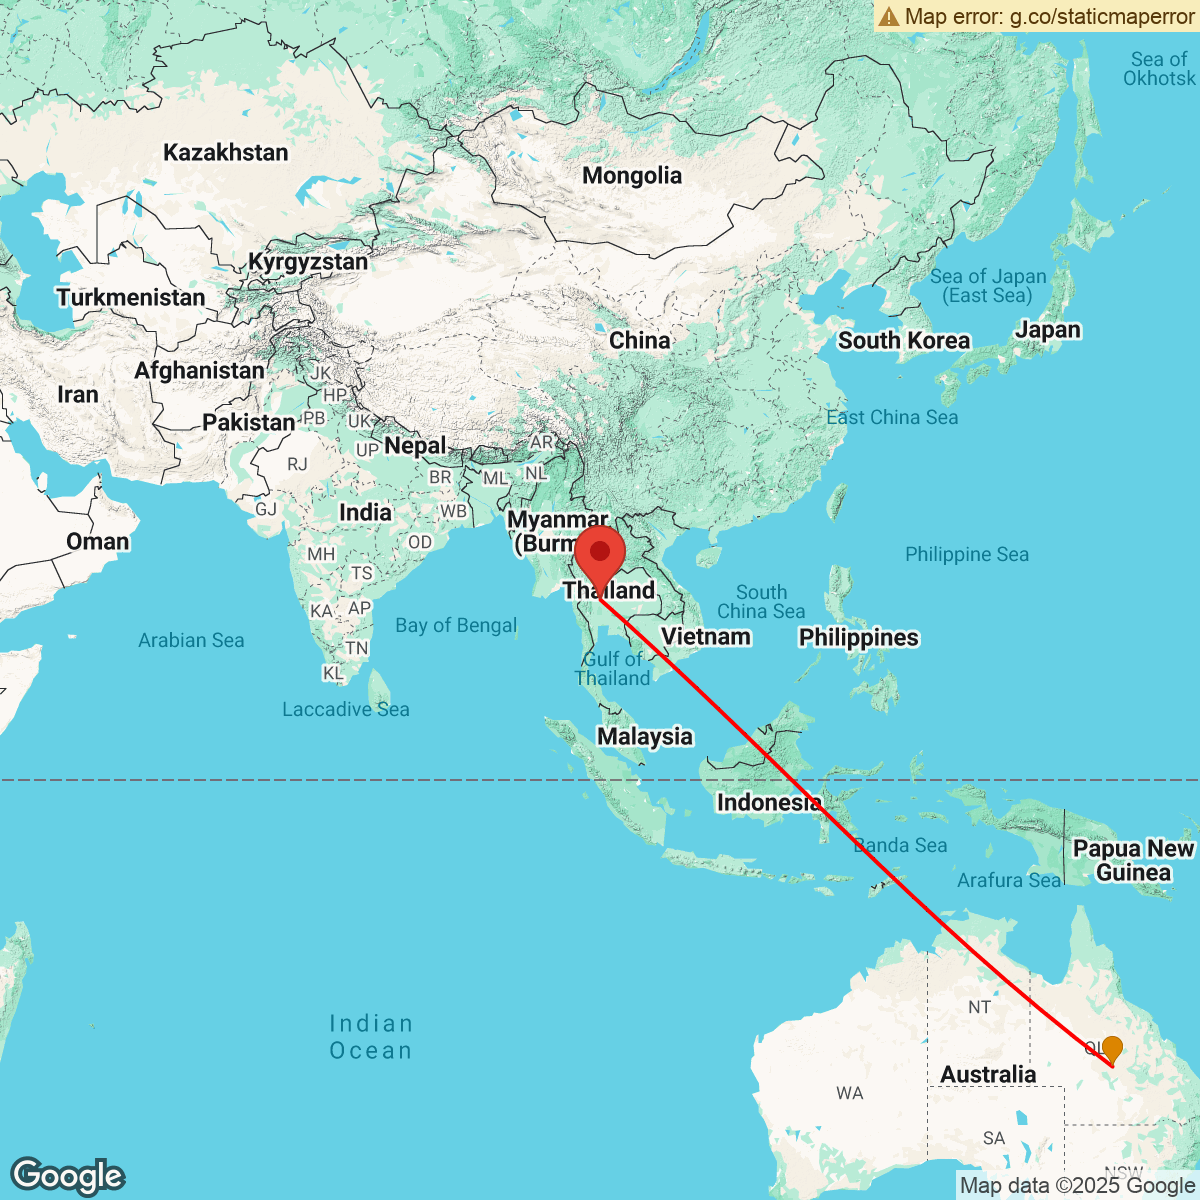 Map error: g.co/staticmaperror
Sea of
Okhotsk
Kazakhstan
Mongolia
Kyrgyzstan
Turkmenistan
Sea of Japan
(East Sea)
China
South Korea
Japan
Afghanistan
JK
Iran
HP
Pakistan
PB
UK
East China Sea
UP
Nepal
AR
RJ
BR
ML
NL
GJ
India
WB
Myanmar
(Burm
Oman
OD
MH
TS
Philippine Sea
Thailand
South
China Sea
KA
AP
Arabian Sea
Bay of Bengal
Vietnam
Philippines
TN
KL
Gulf of
Thailand
Laccadive Sea
Malaysia
Indonesia
Banda Sea
Papua New
Guinea
Arafura Sea
NT
Indian
Ocean
QL
Australia
WA
SA
NSW
Google
Map data ©2025 Google